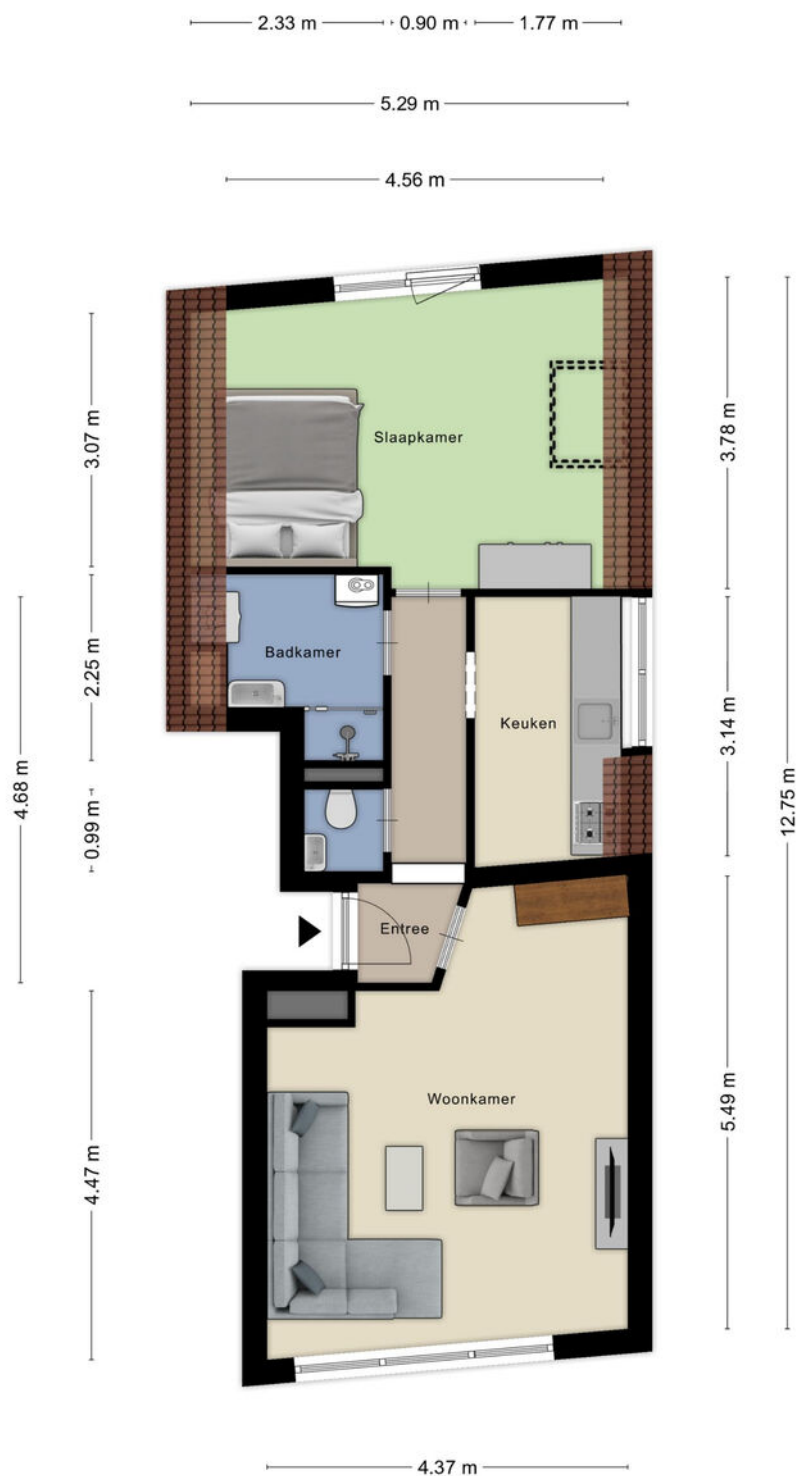 2.33 m 0.90 m 1.77 m
5.29 m
4.56 m
Slaapkamer
3.07 m
3.78 m
Badkamer
2.25 m
Keuken
3.14 m
4.68 m
0.99 m
12.75 m
Entree
Woonkamer
4.47 m
5.49 m
4.37 m